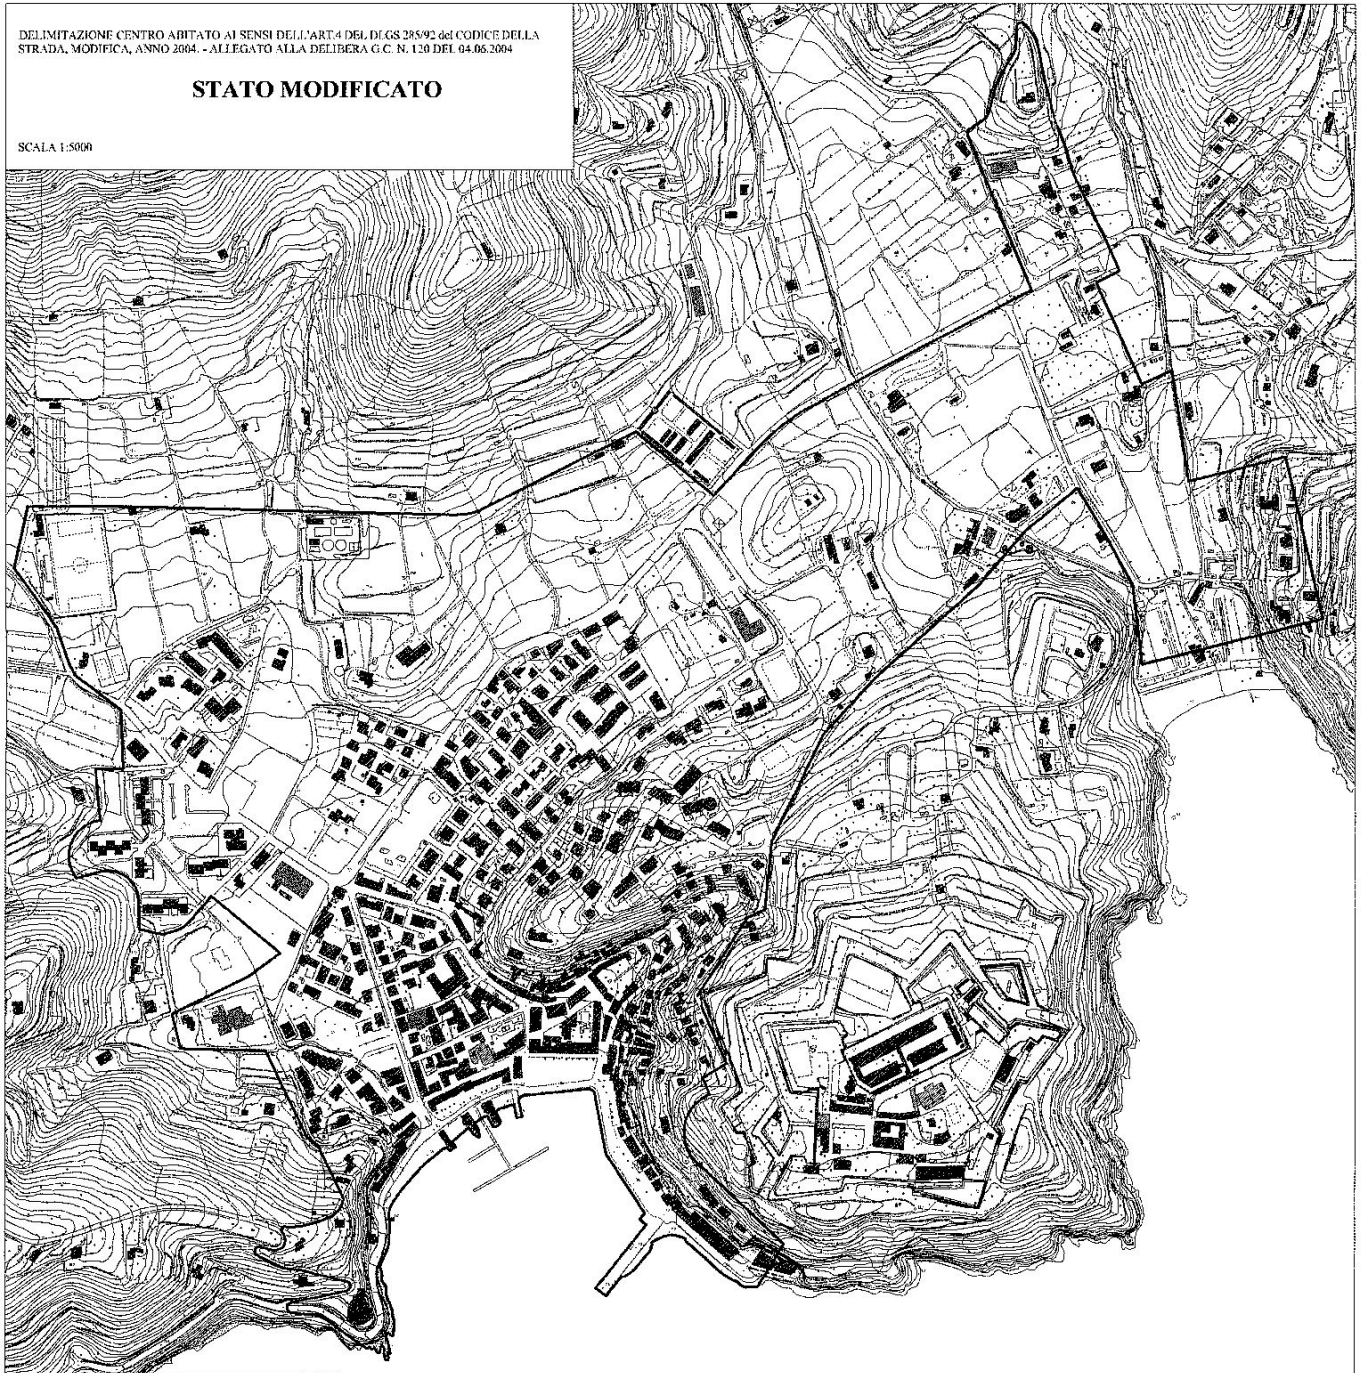 DELIMITAZIONE CENTRO ABITATO AI SENSI DELL'ART.4 DEL DLGS 285/92 del CODICE DELLA
STRADA, MODIFICA, ANNO 2004. - ALLEGATO ALLA DELIBERA G.C. N. 120 DEL 04.06.2004
STATO MODIFICATO
SCALA 1:5000